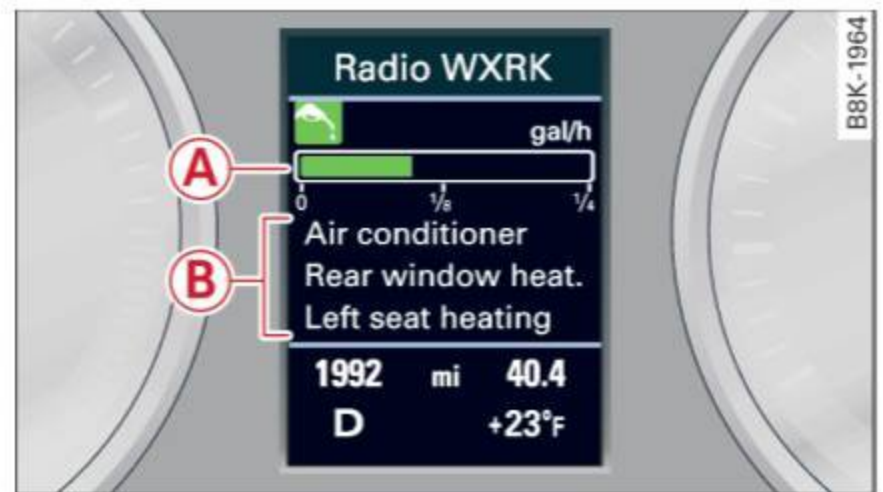 Radio WXRK
gal/h
A
0 1/8 1/4
B
Air conditioner
Rear window heat.
Left seat heating
1992 mi 40.4
D +23°F
B8K-1964